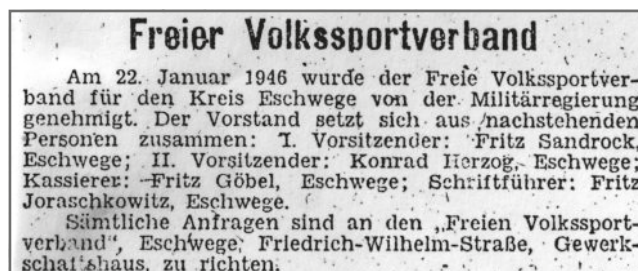 Freier Volkssportverband
Am 22. Januar 1946 wurde der Freie Volkssportver-
band für den Kreis Eschwege von der Militärregierung
genehmigt. Der Vorstand setzt sich aus nachstehenden
Personen zusammen: I. Vorsitzender: Fritz Sandrock,
Eschwege; II. Vorsitzender: Konrad Herzog, Eschwege;
Kassierer: Fritz Göbel, Eschwege; Schriftführer: Fritz
Joraschkowitz, Eschwege.
Sämtliche Anfragen sind an den „Freien Volkssport-
verband", Eschwege, Friedrich-Wilhelm-Straße, Gewerk-
schaftshaus, zu richten.